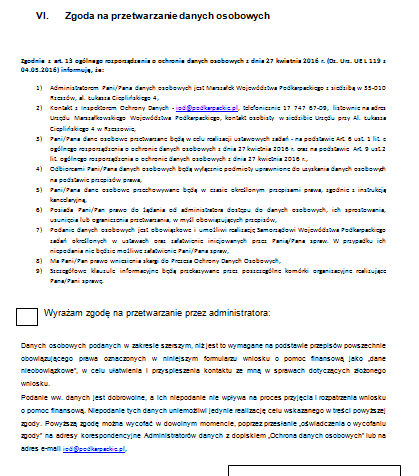 VI. Zgoda na przetwarzanie danych osobowych
Zgodnie z art. 13 ogólnego rozporządzenia o ochronie danych osobowych z dnia 27 kwietnia 2016 r. (Dz. Urz. UE L 119 z
04.05.2016) informuję, że:
1) Administratorem Pani/Pana danych osobowych jest Marszałek Województwa Podkarpackiego z siedzibą w 35-010
Rzeszów, al. Łukasza Cieplińskiego 4,
2) Kontakt z Inspektorem Ochrony Danych - iod@podkarpackie.pl, telefonicznie 17 747 67-09, listownie na adres
Urzędu Marszałkowskiego Województwa Podkarpackiego, kontakt osobisty w siedzibie Urzędu przy Al. Łukasza
Cieplińskiego 4 w Rzeszowie,
3) Pani/Pana dane osobowe przetwarzane będą w celu realizacji ustawowych zadań - na podstawie Art. 6 ust. 1 lit. c
ogólnego rozporządzenia o ochronie danych osobowych z dnia 27 kwietnia 2016 r. oraz na podstawie Art. 9 ust.2
lit. ogólnego rozporządzenia o ochronie danych osobowych z dnia 27 kwietnia 2016 r.,
4) Odbiorcami Pani/Pana danych osobowych będą wyłącznie podmioty uprawnione do uzyskania danych osobowych
na podstawie przepisów prawa,
5) Pani/Pana dane osobowe przechowywane będą w czasie określonym przepisami prawa, zgodnie z instrukcją
kancelaryjną,
6) Posiada Pani/Pan prawo do żądania od administratora dostępu do danych osobowych, ich sprostowania,
usunięcia lub ograniczenia przetwarzania, w myśl obowiązujących przepisów,
7) Podanie danych osobowych jest obowiązkowe i umożliwi realizację Samorządowi Województwa Podkarpackiego
zadań określonych w ustawach oraz załatwienie inicjowanych przez Panią/Pana spraw. W przypadku ich
niepodania nie będzie możliwe załatwienie Pani/Pana spraw,
8) Ma Pani/Pan prawo wniesienia skargi do Prezesa Ochrony Danych Osobowych,
9) Szczegółowe klauzule informacyjne będą przekazywane przez poszczególne komórki organizacyjne realizujące
Pana/Pani sprawę.
Wyrażam zgodę na przetwarzanie przez administratora:
Danych osobowych podanych w zakresie szerszym, niż jest to wymagane na podstawie przepisów powszechnie
obowiązującego prawa oznaczonych w niniejszym formularzu wniosku o pomoc finansową jako „dane
nieobowiązkowe”, w celu ułatwienia i przyspieszenia kontaktu ze mną w sprawach dotyczących złożonego
wniosku.
Podanie ww. danych jest dobrowolne, a ich niepodanie nie wpływa na proces przyjęcia i rozpatrzenia wniosku
o pomoc finansową. Niepodanie tych danych uniemożliwi jedynie realizację celu wskazanego w treści powyższej
zgody. Powyższą zgodę można wycofać w dowolnym momencie, poprzez przesłanie „oświadczenia o wycofaniu
zgody” na adresy korespondencyjne Administratorów danych z dopiskiem „Ochrona danych osobowych” lub na
adres e-mail iod@podkarpackie.pl.